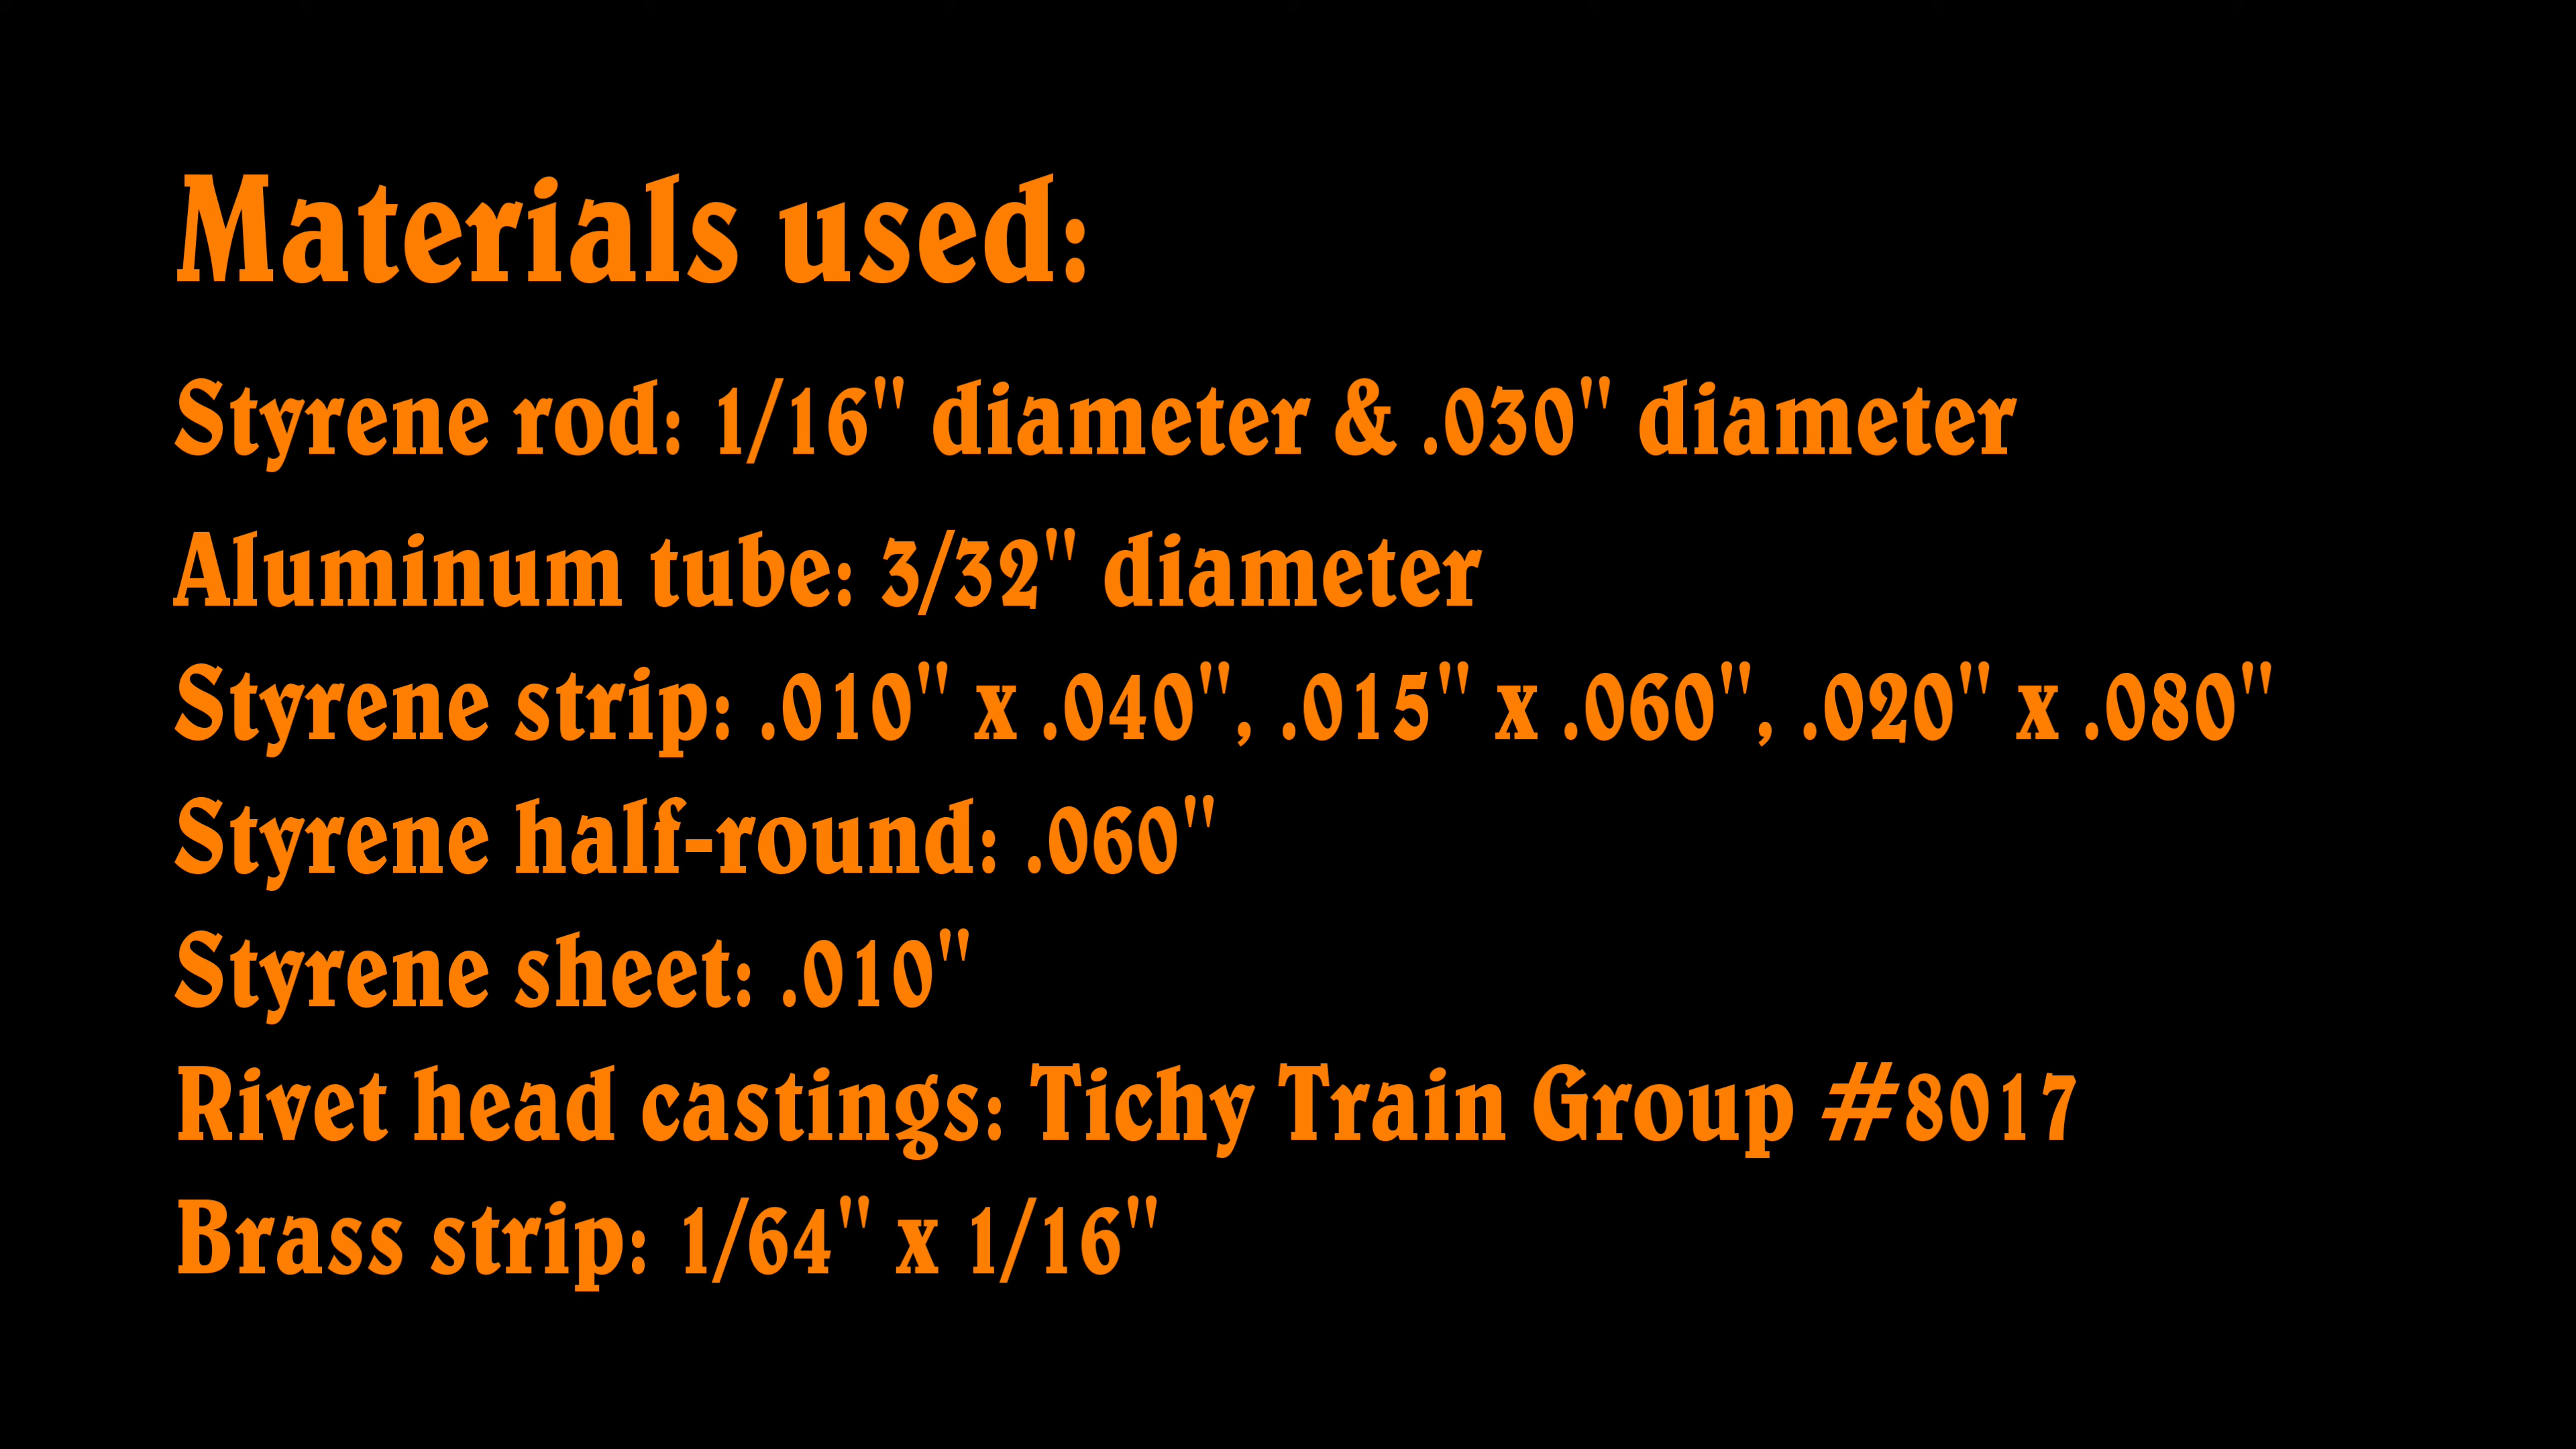 Materials used:
Styrene rod: 1/16" diameter & .030" diameter
Aluminum tube: 3/32" diameter
Styrene strip: .010" x .040", .015" x .060", .020" x .080"
Styrene half-round: .060"
Styrene sheet: .010"
Rivet head castings: Tichy Train Group #8017
Brass strip: 1/64" x 1/16"